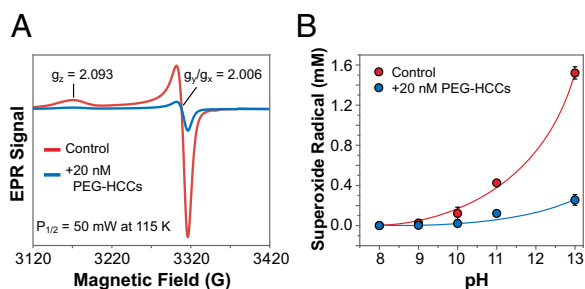 A
g_z = 2.093
g_y/g_x = 2.006
EPR Signal
Control
+20 nM
PEG-HCCs
P_1/2 = 50 mW at 115 K
3120
3220
3320
3420
Magnetic Field (G)
B
Superoxide Radical (mM)
1.6
1.2
0.8
0.4
0.0
Control
+20 nM PEG-HCCs
8
9
10
11
12
13
pH